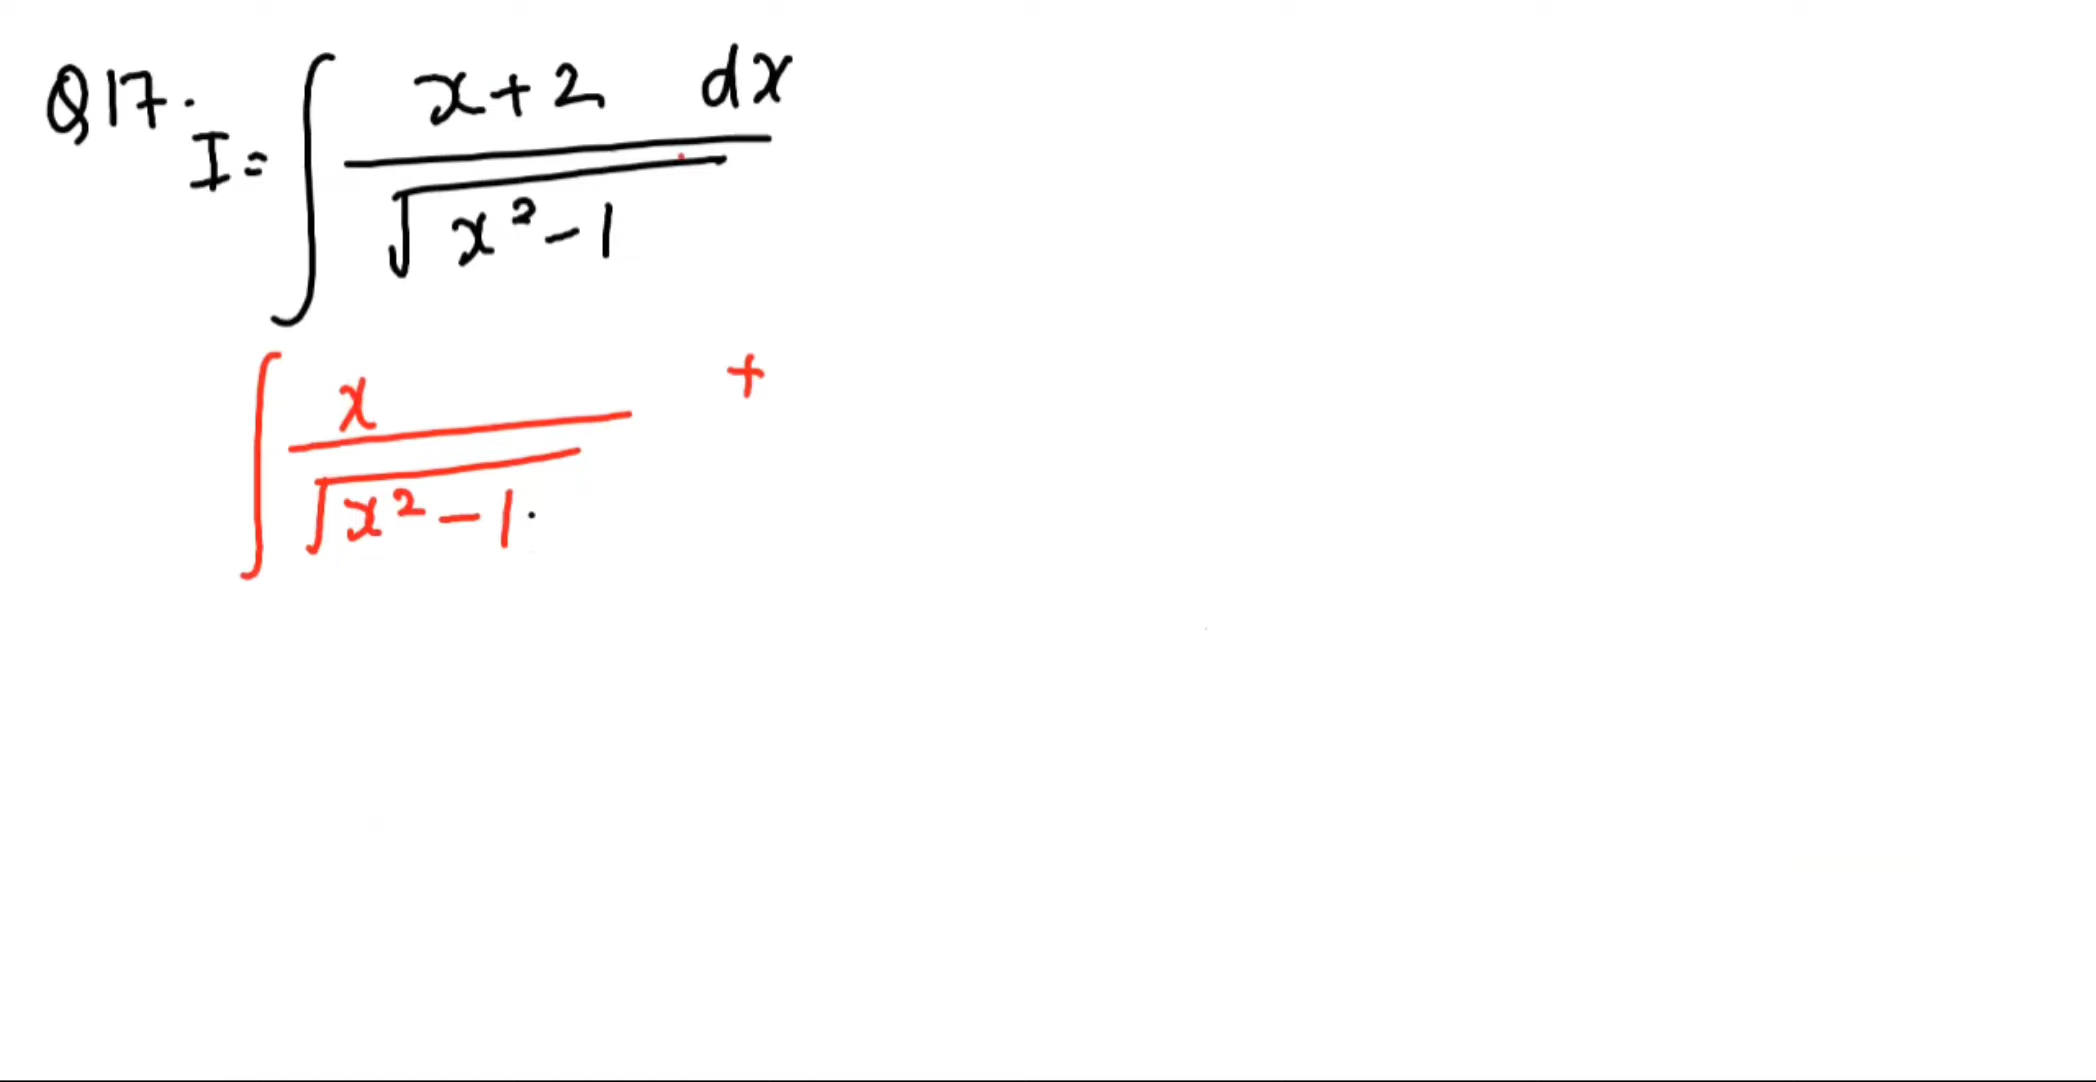 Q17.
I = ∫ x+2 dx / √(x²-1)
∫ x / √(x²-1) +